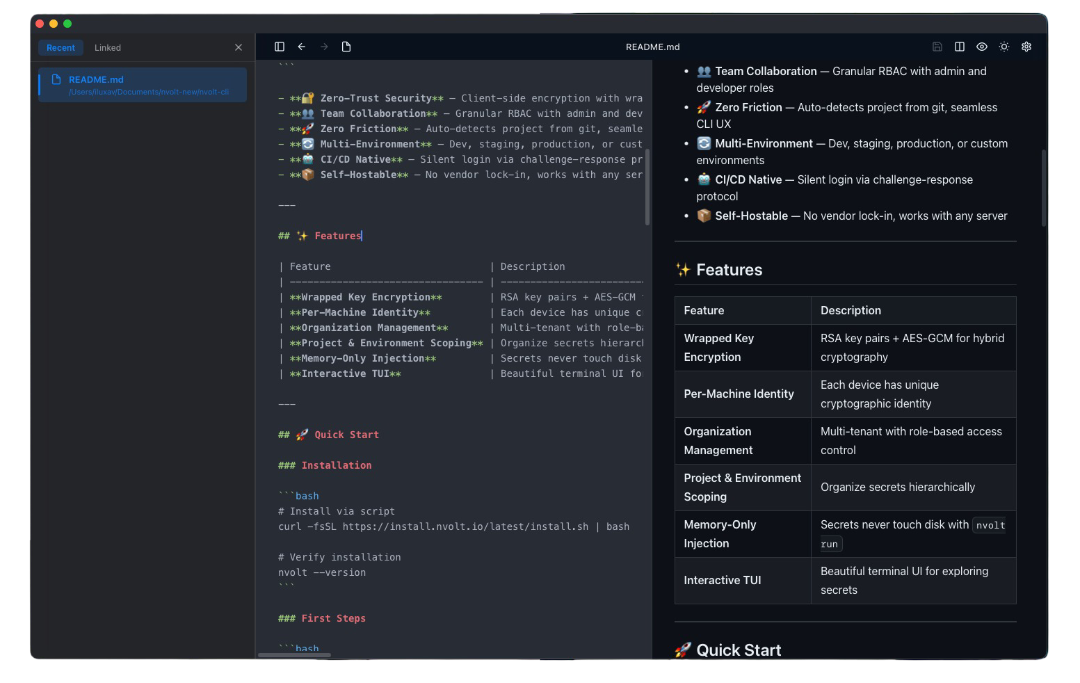 Recent Linked
README.md
/Users/iluxav/Documents/nvolt-new/nvolt-cli
README.md
```
- **🔐 Zero-Trust Security** — Client-side encryption with wra
- **👥 Team Collaboration** — Granular RBAC with admin and dev
- **🚀 Zero Friction** — Auto-detects project from git, seamle
- **🔄 Multi-Environment** — Dev, staging, production, or cust
- **🤖 CI/CD Native** — Silent login via challenge-response pr
- **📦 Self-Hostable** — No vendor lock-in, works with any ser
---
## ✨ Features
| Feature | Description
| ------------------------------- | ----------------------
| **Wrapped Key Encryption** | RSA key pairs + AES-GCM
| **Per-Machine Identity** | Each device has unique c
| **Organization Management** | Multi-tenant with role-ba
| **Project & Environment Scoping** | Organize secrets hierarch
| **Memory-Only Injection** | Secrets never touch disk
| **Interactive TUI** | Beautiful terminal UI fo
---
## 🚀 Quick Start
### Installation
```bash
# Install via script
curl -fsSL https://install.nvolt.io/latest/install.sh | bash
# Verify installation
nvolt --version
```
### First Steps
```bash
• 👥 Team Collaboration — Granular RBAC with admin and
developer roles
• 🚀 Zero Friction — Auto-detects project from git, seamless
CLI UX
• 🔄 Multi-Environment — Dev, staging, production, or custom
environments
• 🤖 CI/CD Native — Silent login via challenge-response
protocol
• 📦 Self-Hostable — No vendor lock-in, works with any server
✨ Features
Feature Description
Wrapped Key RSA key pairs + AES-GCM for hybrid
Encryption cryptography
Per-Machine Identity Each device has unique
cryptographic identity
Organization Multi-tenant with role-based access
Management control
Project & Environment
Scoping Organize secrets hierarchically
Memory-Only Secrets never touch disk with nvolt
Injection run
Interactive TUI Beautiful terminal UI for exploring
secrets
🚀 Quick Start